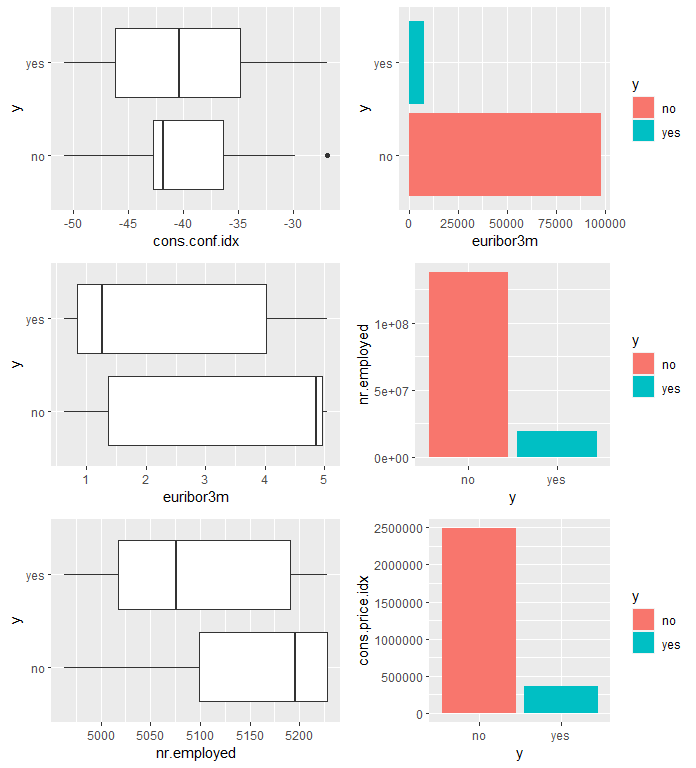 yes
no
y
-50 -45 -40 -35 -30
cons.conf.idx
yes
no
y
0 25000 50000 75000 100000
euribor3m
y
no
yes
yes
no
y
1 2 3 4 5
euribor3m
1e+08
5e+07
0e+00
nr.employed
no yes
y
y
no
yes
yes
no
y
5000 5050 5100 5150 5200
nr.employed
2500000
2000000
1500000
1000000
500000
0
cons.price.idx
no yes
y
y
no
yes